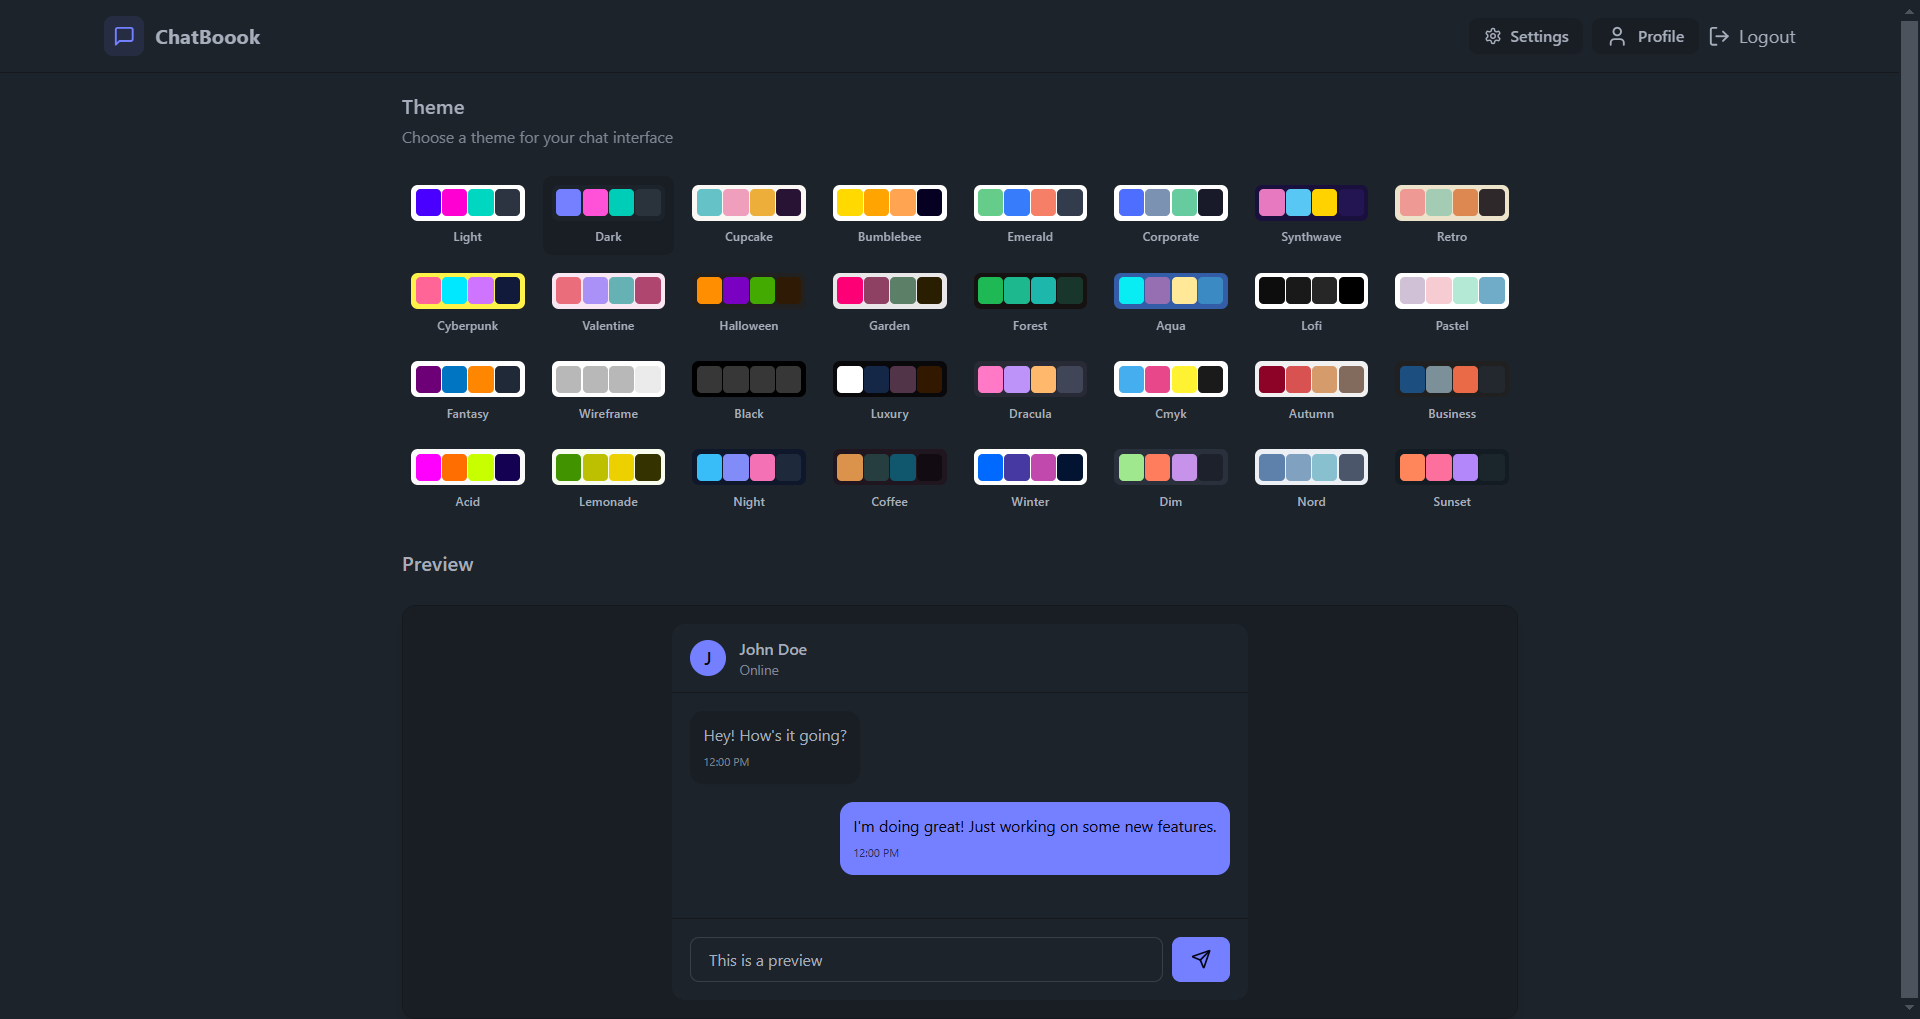 ChatBoook
Settings
Profile
Logout
Theme
Choose a theme for your chat interface
Light
Dark
Cupcake
Bumblebee
Emerald
Corporate
Synthwave
Retro
Cyberpunk
Valentine
Halloween
Garden
Forest
Aqua
Lofi
Pastel
Fantasy
Wireframe
Black
Luxury
Dracula
Cmyk
Autumn
Business
Acid
Lemonade
Night
Coffee
Winter
Dim
Nord
Sunset
Preview
J
John Doe
Online
Hey! How's it going?
12:00 PM
I'm doing great! Just working on some new features.
12:00 PM
This is a preview